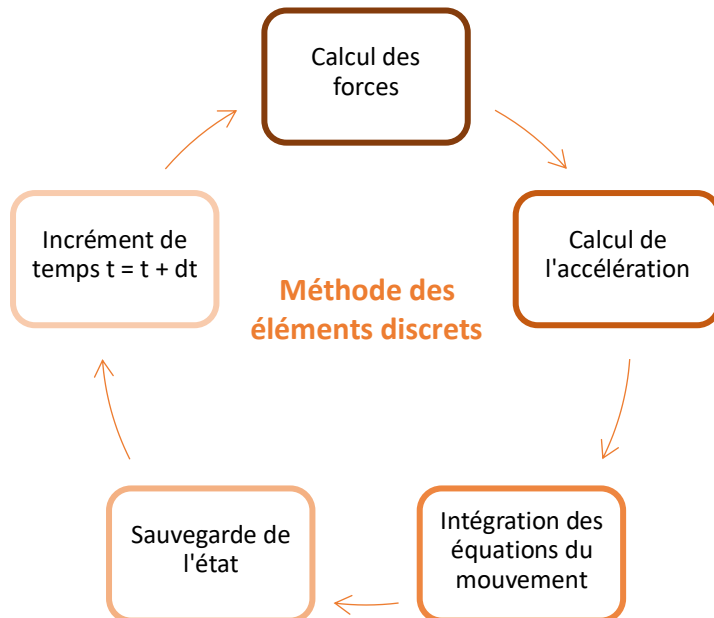 Calcul des
forces
Incrément de
temps t = t + dt
Calcul de
l'accélération
Méthode des
éléments discrets
Sauvegarde de
l'état
Intégration des
équations du
mouvement